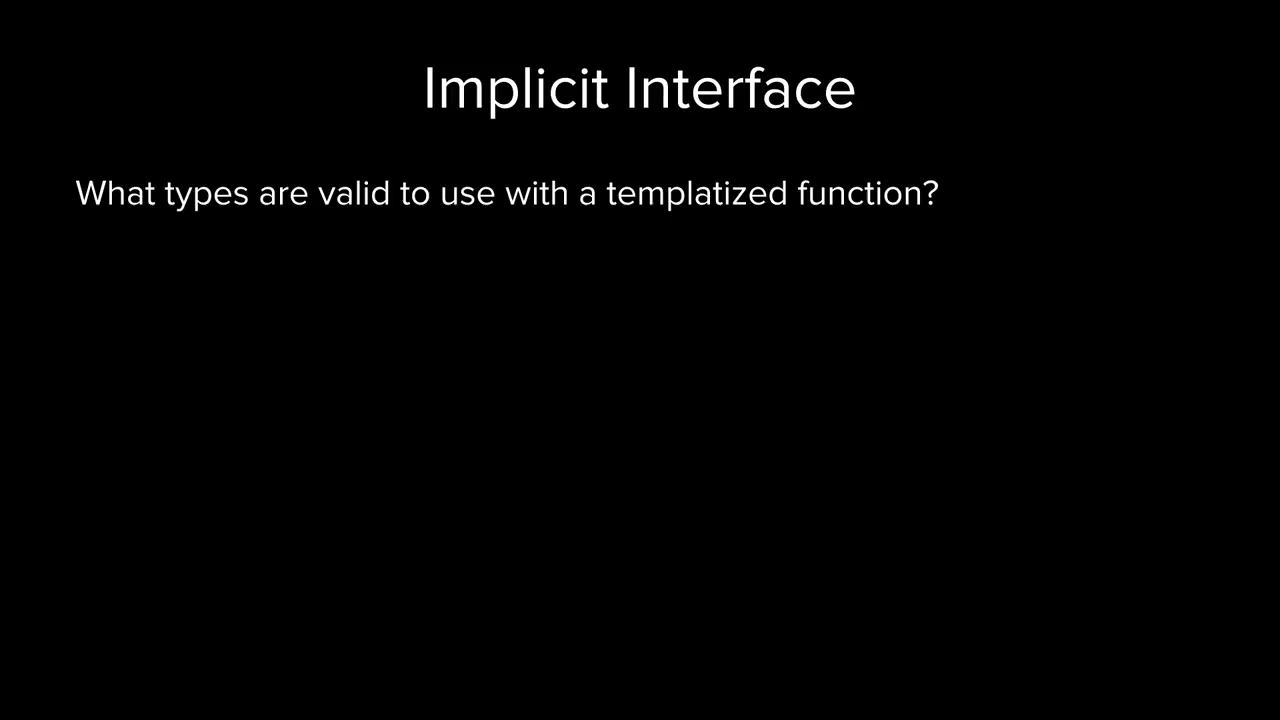 Implicit Interface
What types are valid to use with a templatized function?